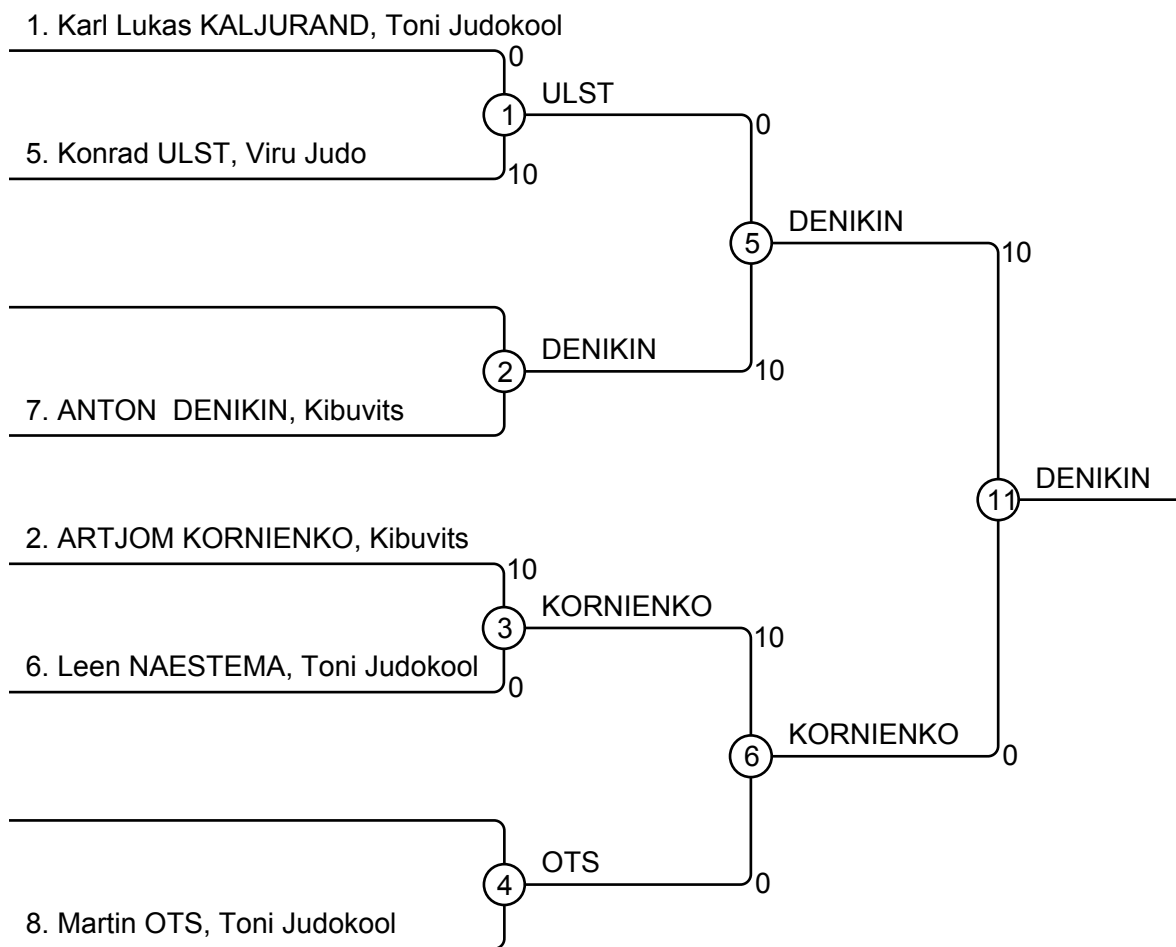 1. Karl Lukas KALJURAND, Toni Judokool
0
1
ULST
0
5. Konrad ULST, Viru Judo
10
5
DENIKIN
10
2
DENIKIN
10
7. ANTON  DENIKIN, Kibuvits
11
DENIKIN
2. ARTJOM KORNIENKO, Kibuvits
10
3
KORNIENKO
10
6. Leen NAESTEMA, Toni Judokool
0
6
KORNIENKO
0
4
OTS
0
8. Martin OTS, Toni Judokool